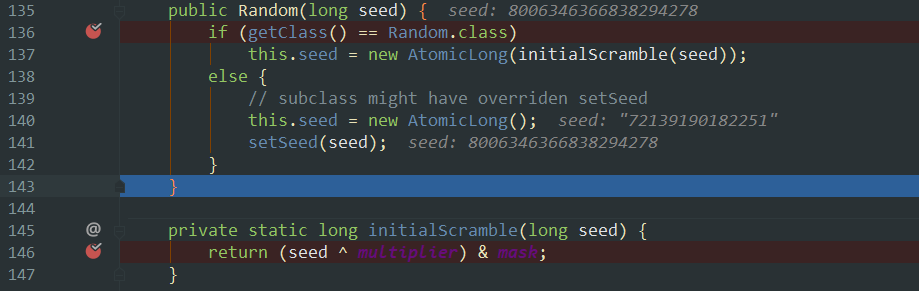 135 public Random(long seed) { seed: 8006346366838294278
136 if (getClass() == Random.class)
137 this.seed = new AtomicLong(initialScramble(seed));
138 else {
139 // subclass might have overriden setSeed
140 this.seed = new AtomicLong(); seed: "72139190182251"
141 setSeed(seed); seed: 8006346366838294278
142 }
143 }
144
145 @ private static long initialScramble(long seed) {
146 return (seed ^ multiplier) & mask;
147 }